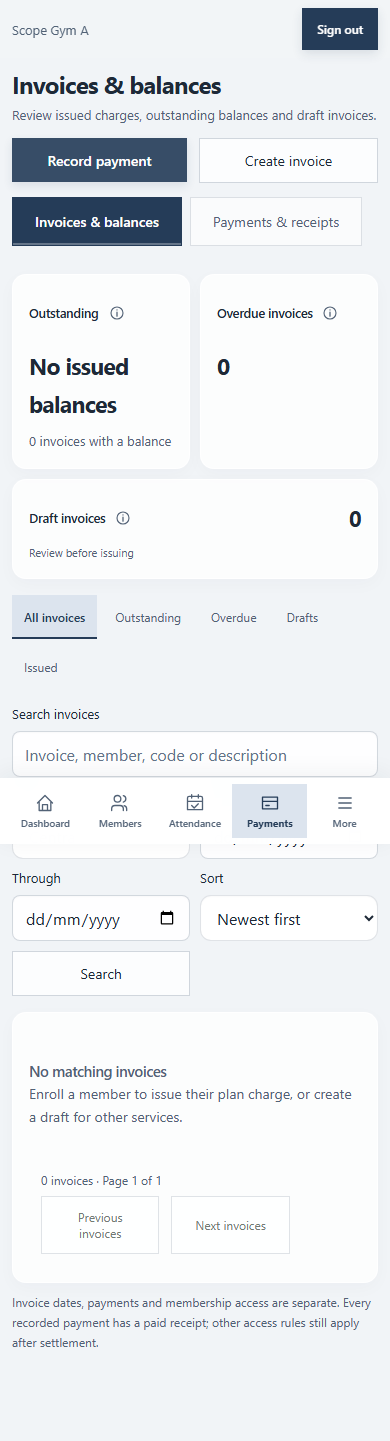 Scope Gym A
Sign out
Invoices & balances
Review issued charges, outstanding balances and draft invoices.
Record payment
Create invoice
Invoices & balances
Payments & receipts
Outstanding
Overdue invoices
No issued
balances
0
0 invoices with a balance
Draft invoices
0
Review before issuing
All invoices
Outstanding
Overdue
Drafts
Issued
Search invoices
Invoice, member, code or description
Dashboard
Members
Attendance
Payments
More
Through
Sort
dd/mm/yyyy
Newest first
Search
No matching invoices
Enroll a member to issue their plan charge, or create
a draft for other services.
0 invoices · Page 1 of 1
Previous
invoices
Next invoices
Invoice dates, payments and membership access are separate. Every
recorded payment has a paid receipt; other access rules still apply
after settlement.